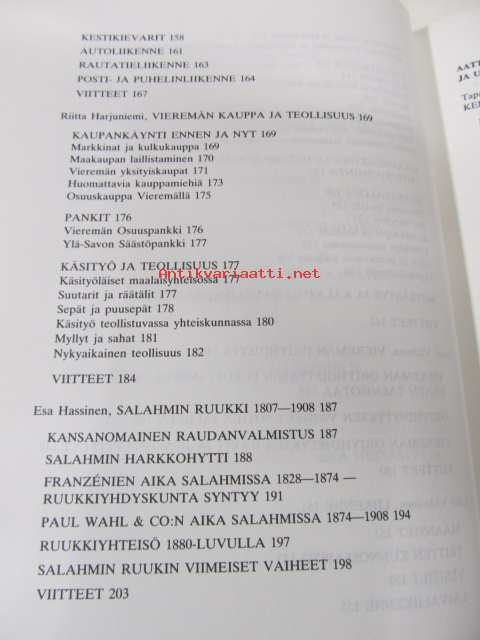 KESTIKIEVARIT 158
AUTOLIIKENNE 161
RAUTATIELIIKENNE 163
POSTI- JA PUHELINLIIKENNE 164
VIITTEET 167
Riitta Harjuniemi, VIEREMÄN KAUPPA JA TEOLLISUUS 169
KAUPANKÄYNTI ENNEN JA NYT 169
Markkinat ja kulkukauppa 169
Maakaupan laillistaminen 170
Vieremän yksityiskaupat 171
Huomattavia kauppamiehiä 173
Osuuskauppa Vieremällä 175
PANKIT 176
Vieremän Osuuspankki 176
Ylä-Savon Säästöpankki 177
KÄSITYÖ JA TEOLLISUUS 177
Käsityöläiset maalaisyhteisössä 177
Antikvariaatti.net
Suutarit ja räätälit 177
Sepät ja puusepät 178
Käsityö teollistuvassa yhteiskunnassa 180
Myllyt ja sahat 181
Nykyaikainen teollisuus 182
VIITTEET 184
Esa Hassinen, SALAHMIN RUUKKI 1807—1908 187
KANSANOMAINEN RAUDANVALMISTUS 187
SALAHMIN HARKKOHYTTI 188
FRANZÉNIEN AIKA SALAHMISSA 1828—1874 —
RUUKKIYHDYSKUNTA SYNTYY 191
PAUL WAHL & CO:N AIKA SALAHMISSA 1874—1908 194
RUUKKIYHTEISÖ 1880-LUVULLA 197
SALAHMIN RUUKIN VIIMEISET VAIHEET 198
VIITTEET 203
AATT
JA U
Tap
KE